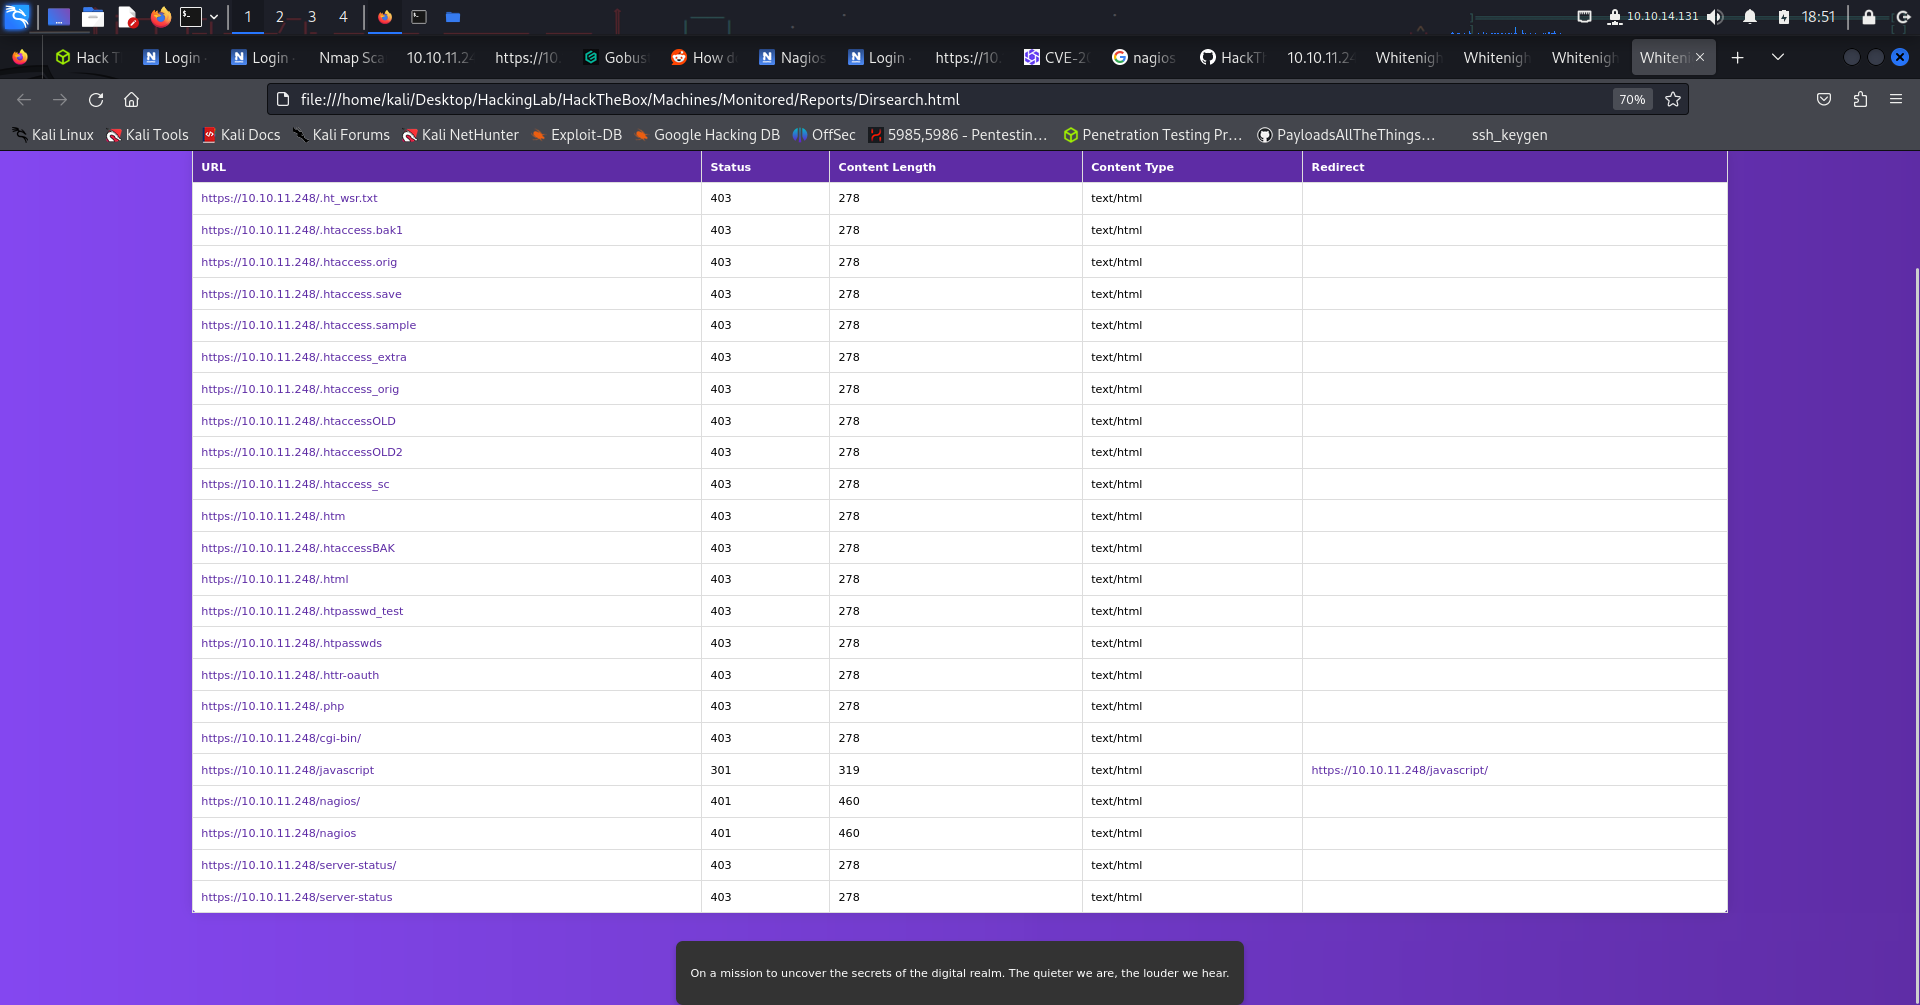 1 2 3 4 10.10.14.131 18:51
Hack T Login Login Nmap Sca 10.10.11.24 https://10. Gobus How d Nagios Login https://10. CVE-20 nagios HackTh 10.10.11.24 Whitenigh Whitenigh Whitenigh Whiteni
file:///home/kali/Desktop/HackingLab/HackTheBox/Machines/Monitored/Reports/Dirsearch.html 70%
Kali Linux Kali Tools Kali Docs Kali Forums Kali NetHunter Exploit-DB Google Hacking DB OffSec 5985,5986 - Pentestin… Penetration Testing Pr… PayloadsAllTheThings… ssh_keygen
URL Status Content Length Content Type Redirect
https://10.10.11.248/.ht_wsr.txt 403 278 text/html
https://10.10.11.248/.htaccess.bak1 403 278 text/html
https://10.10.11.248/.htaccess.orig 403 278 text/html
https://10.10.11.248/.htaccess.save 403 278 text/html
https://10.10.11.248/.htaccess.sample 403 278 text/html
https://10.10.11.248/.htaccess_extra 403 278 text/html
https://10.10.11.248/.htaccess_orig 403 278 text/html
https://10.10.11.248/.htaccessOLD 403 278 text/html
https://10.10.11.248/.htaccessOLD2 403 278 text/html
https://10.10.11.248/.htaccess_sc 403 278 text/html
https://10.10.11.248/.htm 403 278 text/html
https://10.10.11.248/.htaccessBAK 403 278 text/html
https://10.10.11.248/.html 403 278 text/html
https://10.10.11.248/.htpasswd_test 403 278 text/html
https://10.10.11.248/.htpasswds 403 278 text/html
https://10.10.11.248/.httr-oauth 403 278 text/html
https://10.10.11.248/.php 403 278 text/html
https://10.10.11.248/cgi-bin/ 403 278 text/html
https://10.10.11.248/javascript 301 319 text/html https://10.10.11.248/javascript/
https://10.10.11.248/nagios/ 401 460 text/html
https://10.10.11.248/nagios 401 460 text/html
https://10.10.11.248/server-status/ 403 278 text/html
https://10.10.11.248/server-status 403 278 text/html
On a mission to uncover the secrets of the digital realm. The quieter we are, the louder we hear.